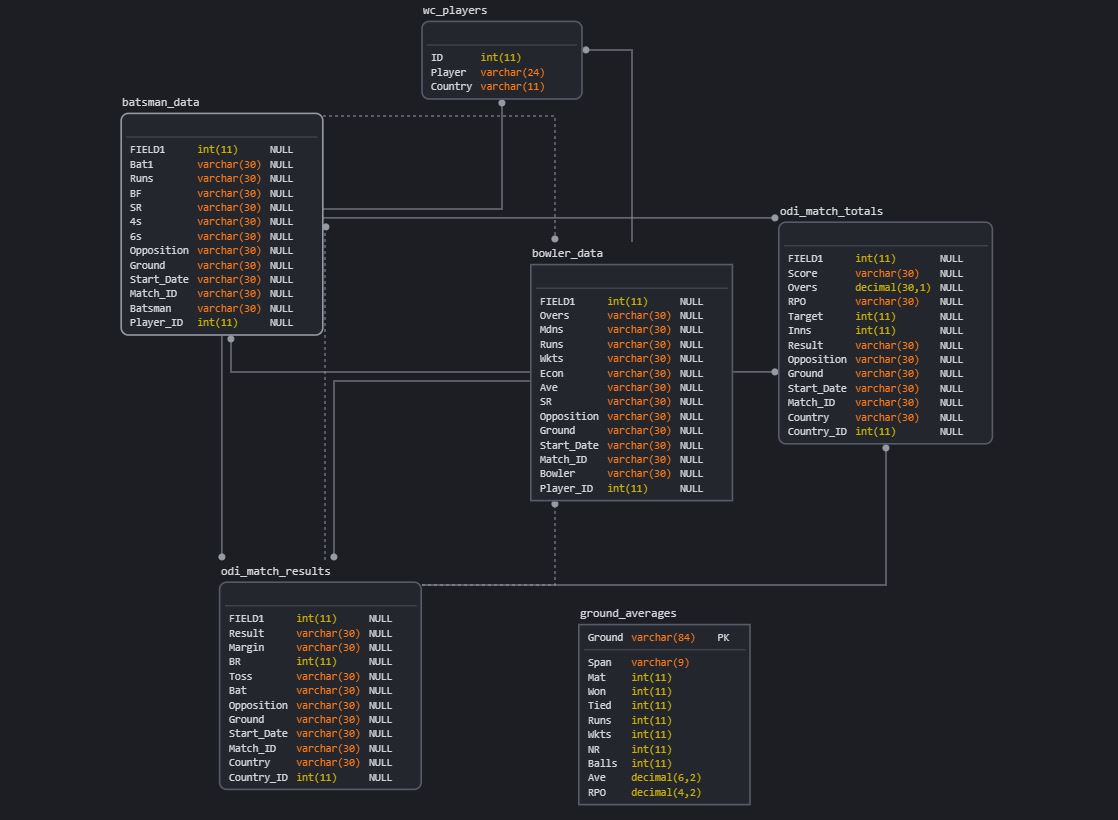 wc_players
ID int(11)
Player varchar(24)
Country varchar(11)
batsman_data
FIELD1 int(11) NULL
Bat1 varchar(30) NULL
Runs varchar(30) NULL
BF varchar(30) NULL
SR varchar(30) NULL
4s varchar(30) NULL
6s varchar(30) NULL
Opposition varchar(30) NULL
Ground varchar(30) NULL
Start_Date varchar(30) NULL
Match_ID varchar(30) NULL
Batsman varchar(30) NULL
Player_ID int(11) NULL
odi_match_totals
FIELD1 int(11) NULL
Score varchar(30) NULL
Overs decimal(30,1) NULL
RPO varchar(30) NULL
Target int(11) NULL
Inns int(11) NULL
Result varchar(30) NULL
Opposition varchar(30) NULL
Ground varchar(30) NULL
Start_Date varchar(30) NULL
Match_ID varchar(30) NULL
Country varchar(30) NULL
Country_ID int(11) NULL
bowler_data
FIELD1 int(11) NULL
Overs varchar(30) NULL
Mdns varchar(30) NULL
Runs varchar(30) NULL
Wkts varchar(30) NULL
Econ varchar(30) NULL
Ave varchar(30) NULL
SR varchar(30) NULL
Opposition varchar(30) NULL
Ground varchar(30) NULL
Start_Date varchar(30) NULL
Match_ID varchar(30) NULL
Bowler varchar(30) NULL
Player_ID int(11) NULL
odi_match_results
FIELD1 int(11) NULL
Result varchar(30) NULL
Margin varchar(30) NULL
BR int(11) NULL
Toss varchar(30) NULL
Bat varchar(30) NULL
Opposition varchar(30) NULL
Ground varchar(30) NULL
Start_Date varchar(30) NULL
Match_ID varchar(30) NULL
Country varchar(30) NULL
Country_ID int(11) NULL
ground_averages
Ground varchar(84) PK
Span varchar(9)
Mat int(11)
Won int(11)
Tied int(11)
Runs int(11)
Wkts int(11)
NR int(11)
Balls int(11)
Ave decimal(6,2)
RPO decimal(4,2)